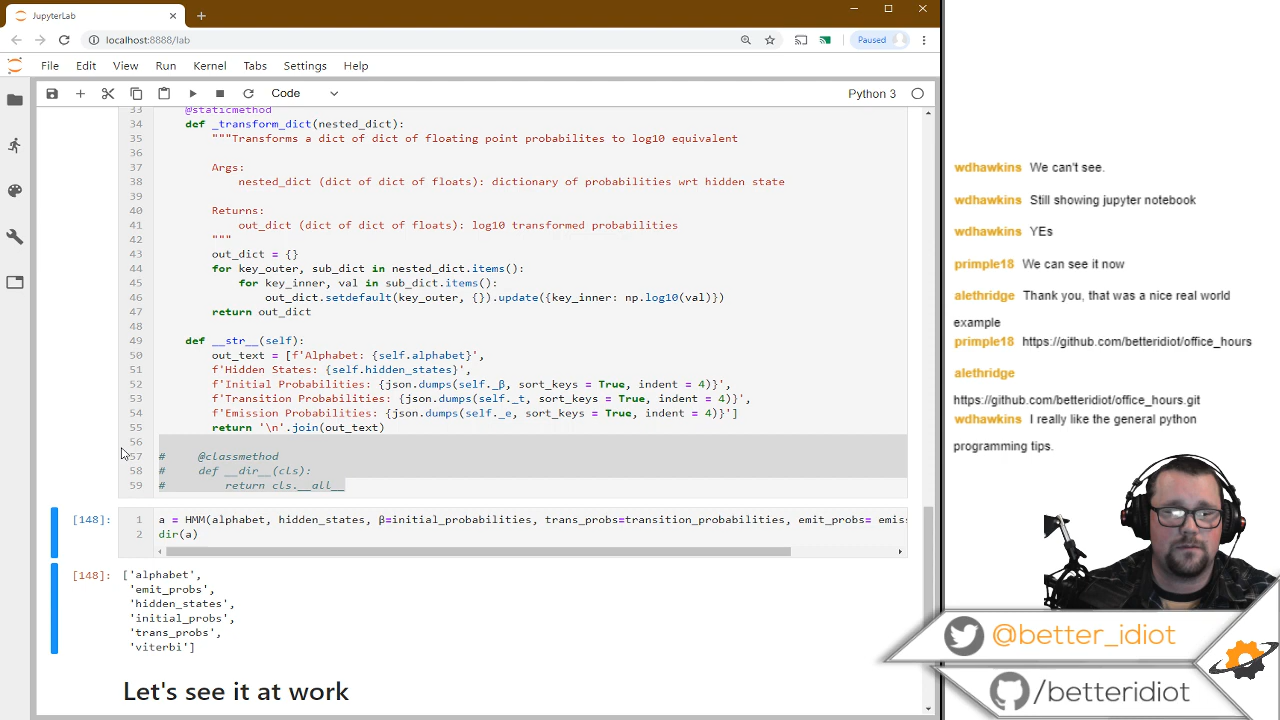 JupyterLab
localhost:8888/lab
Paused
File Edit View Run Kernel Tabs Settings Help
Code
Python 3
33 @staticmethod
34 def _transform_dict(nested_dict):
35 """Transforms a dict of dict of floating point probabilites to log10 equivalent
36
37 Args:
38 nested_dict (dict of dict of floats): dictionary of probabilities wrt hidden state
39
40 Returns:
41 out_dict (dict of dict of floats): log10 transformed probabilities
42 """
43 out_dict = {}
44 for key_outer, sub_dict in nested_dict.items():
45 for key_inner, val in sub_dict.items():
46 out_dict.setdefault(key_outer, {}).update({key_inner: np.log10(val)})
47 return out_dict
48
49 def __str__(self):
50 out_text = [f'Alphabet: {self.alphabet}',
51 f'Hidden States: {self.hidden_states}',
52 f'Initial Probabilities: {json.dumps(self._β, sort_keys = True, indent = 4)}',
53 f'Transition Probabilities: {json.dumps(self._t, sort_keys = True, indent = 4)}',
54 f'Emission Probabilities: {json.dumps(self._e, sort_keys = True, indent = 4)}']
55 return '\n'.join(out_text)
56
57 # @classmethod
58 # def __dir__(cls):
59 # return cls.__all__
[148]: 1 a = HMM(alphabet, hidden_states, β=initial_probabilities, trans_probs=transition_probabilities, emit_probs= emiss
2 dir(a)
[148]: ['alphabet',
'emit_probs',
'hidden_states',
'initial_probs',
'trans_probs',
'viterbi']
Let's see it at work
wdhawkins We can't see.
wdhawkins Still showing jupyter notebook
wdhawkins YEs
primple18 We can see it now
alethridge Thank you, that was a nice real world
example
primple18 https://github.com/betteridiot/office_hours
alethridge
https://github.com/betteridiot/office_hours.git
wdhawkins I really like the general python
programming tips.
@better_idiot
/betteridiot